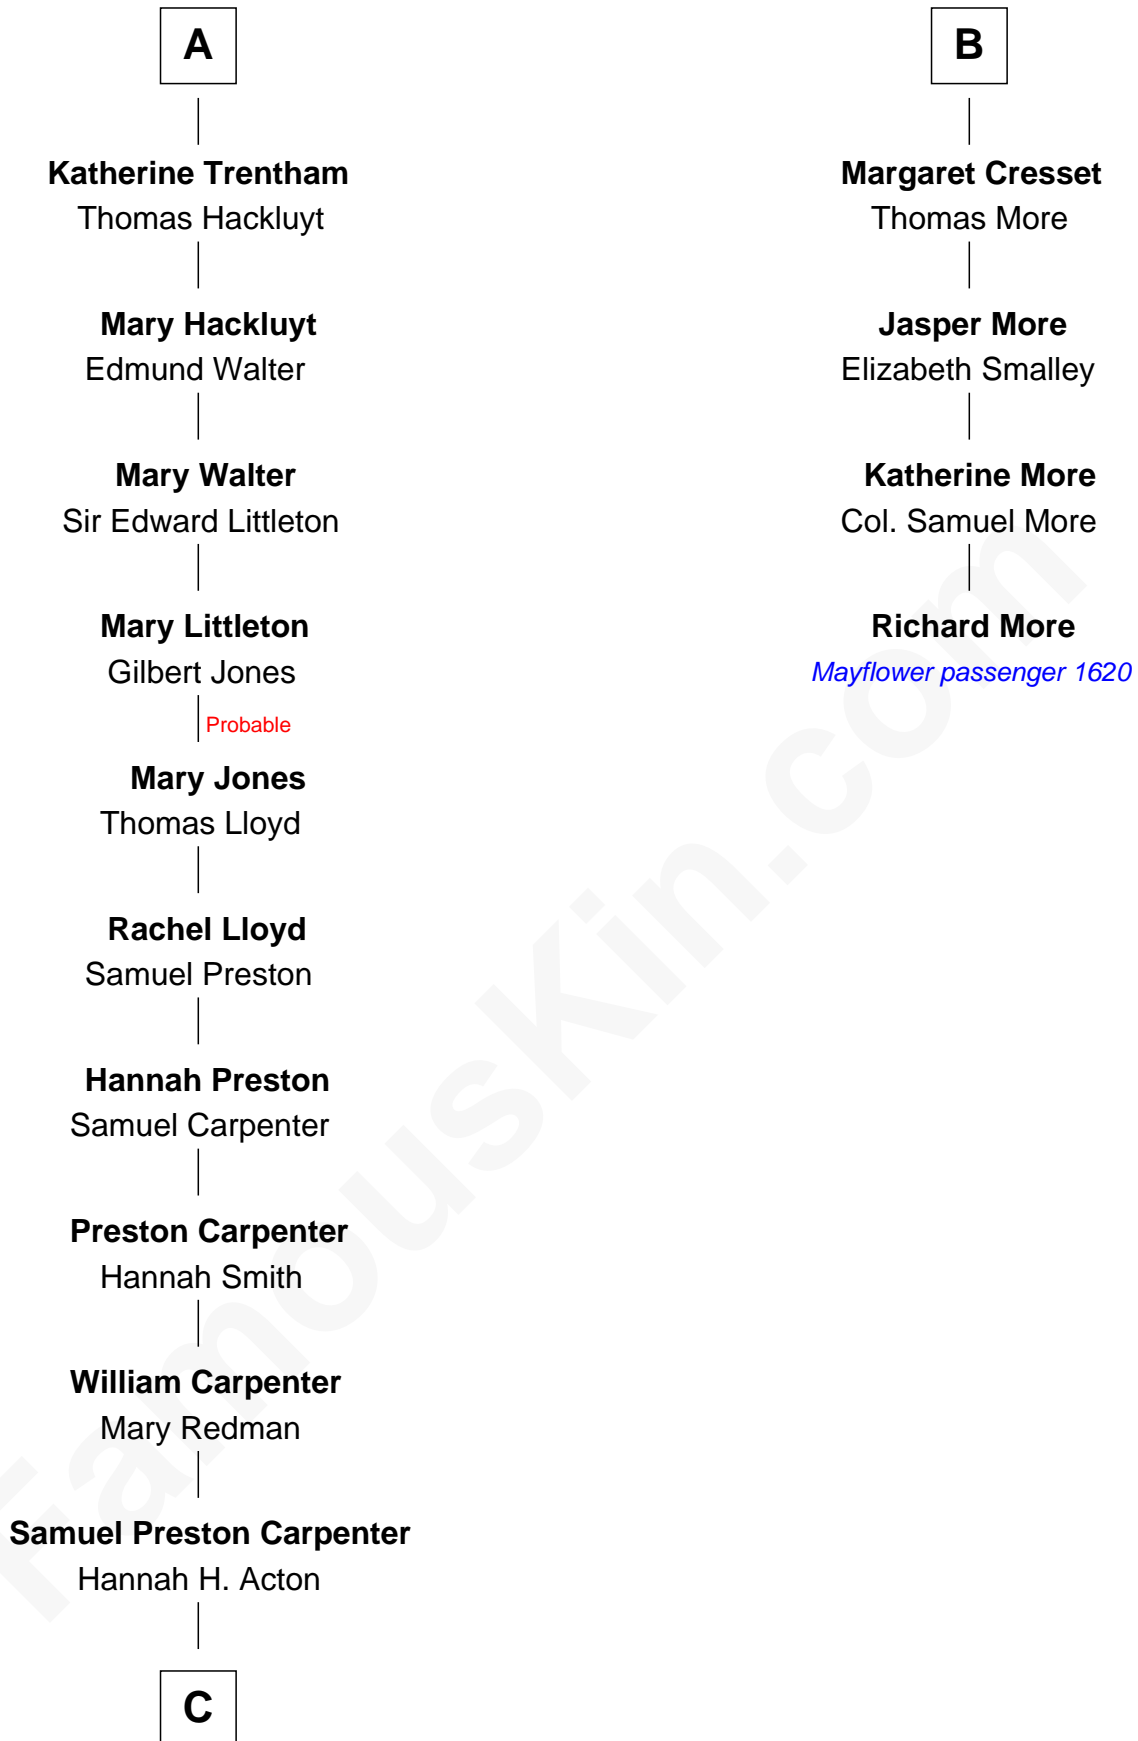 A
Katherine Trentham
Thomas Hackluyt
Mary Hackluyt
Edmund Walter
Mary Walter
Sir Edward Littleton
Mary Littleton
Gilbert Jones
Probable
Mary Jones
Thomas Lloyd
Rachel Lloyd
Samuel Preston
Hannah Preston
Samuel Carpenter
Preston Carpenter
Hannah Smith
William Carpenter
Mary Redman
Samuel Preston Carpenter
Hannah H. Acton
C
B
Margaret Cresset
Thomas More
Jasper More
Elizabeth Smalley
Katherine More
Col. Samuel More
Richard More
Mayflower passenger 1620
FamousKin.com